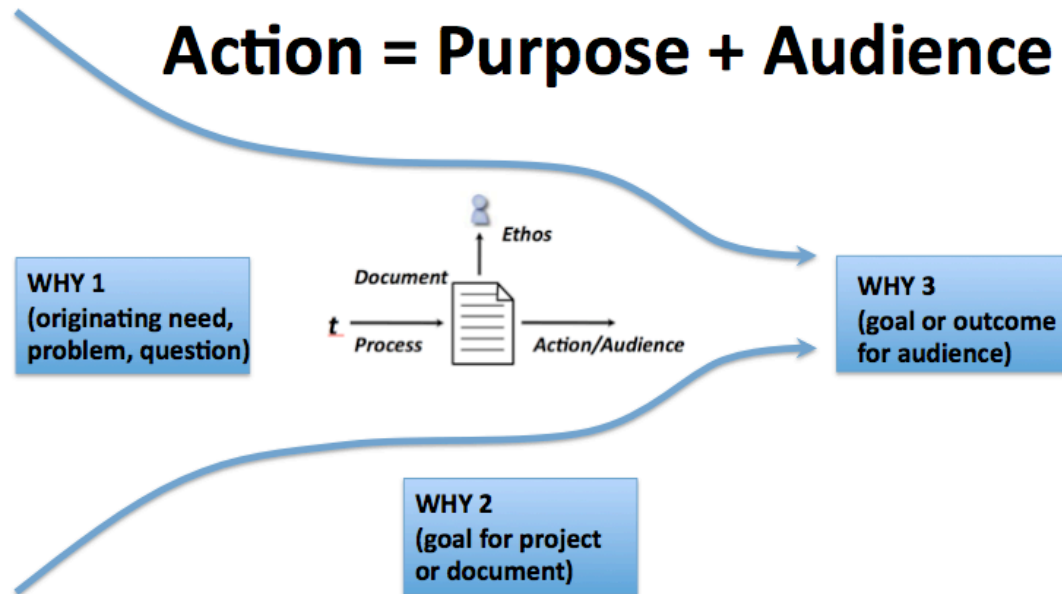 Action = Purpose + Audience
Ethos
Document
t
Process
Action/Audience
WHY 1
(originating need,
problem, question)
WHY 3
(goal or outcome
for audience)
WHY 2
(goal for project
or document)